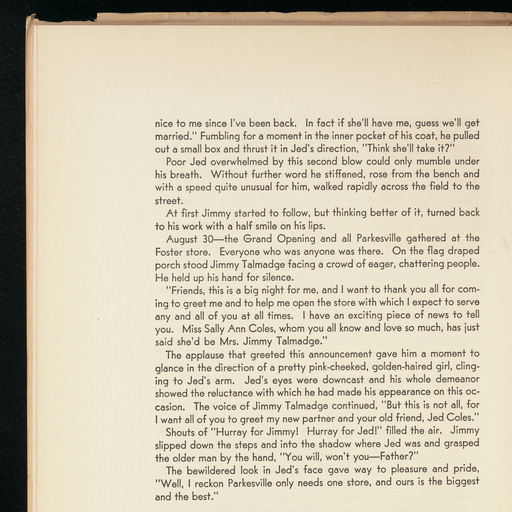 nice to me since I've been back. In fact if she'll have me, guess we'll get
married." Fumbling for a moment in the inner pocket of his coat, he pulled
out a small box and thrust it in Jed's direction, "Think she'll take it?"
Poor Jed overwhelmed by this second blow could only mumble under
his breath. Without further word he stiffened, rose from the bench and
with a speed quite unusual for him, walked rapidly across the field to the
street.
At first Jimmy started to follow, but thinking better of it, turned back
to his work with a half smile on his lips.
August 30—the Grand Opening and all Parkesville gathered at the
Foster store. Everyone who was anyone was there. On the flag draped
porch stood Jimmy Talmadge facing a crowd of eager, chattering people.
He held up his hand for silence.
"Friends, this is a big night for me, and I want to thank you all for com-
ing to greet me and to help me open the store with which I expect to serve
any and all of you at all times. I have an exciting piece of news to tell
you. Miss Sally Ann Coles, whom you all know and love so much, has just
said she'd be Mrs. Jimmy Talmadge."
The applause that greeted this announcement gave him a moment to
glance in the direction of a pretty pink-cheeked, golden-haired girl, cling-
ing to Jed's arm. Jed's eyes were downcast and his whole demeanor
showed the reluctance with which he had made his appearance on this oc-
casion. The voice of Jimmy Talmadge continued, "But this is not all, for
I want all of you to greet my new partner and your old friend, Jed Coles."
Shouts of "Hurray for Jimmy! Hurray for Jed!" filled the air. Jimmy
slipped down the steps and into the shadow where Jed was and grasped
the older man by the hand, "You will, won't you—Father?"
The bewildered look in Jed's face gave way to pleasure and pride,
"Well, I reckon Parkesville only needs one store, and ours is the biggest
and the best."